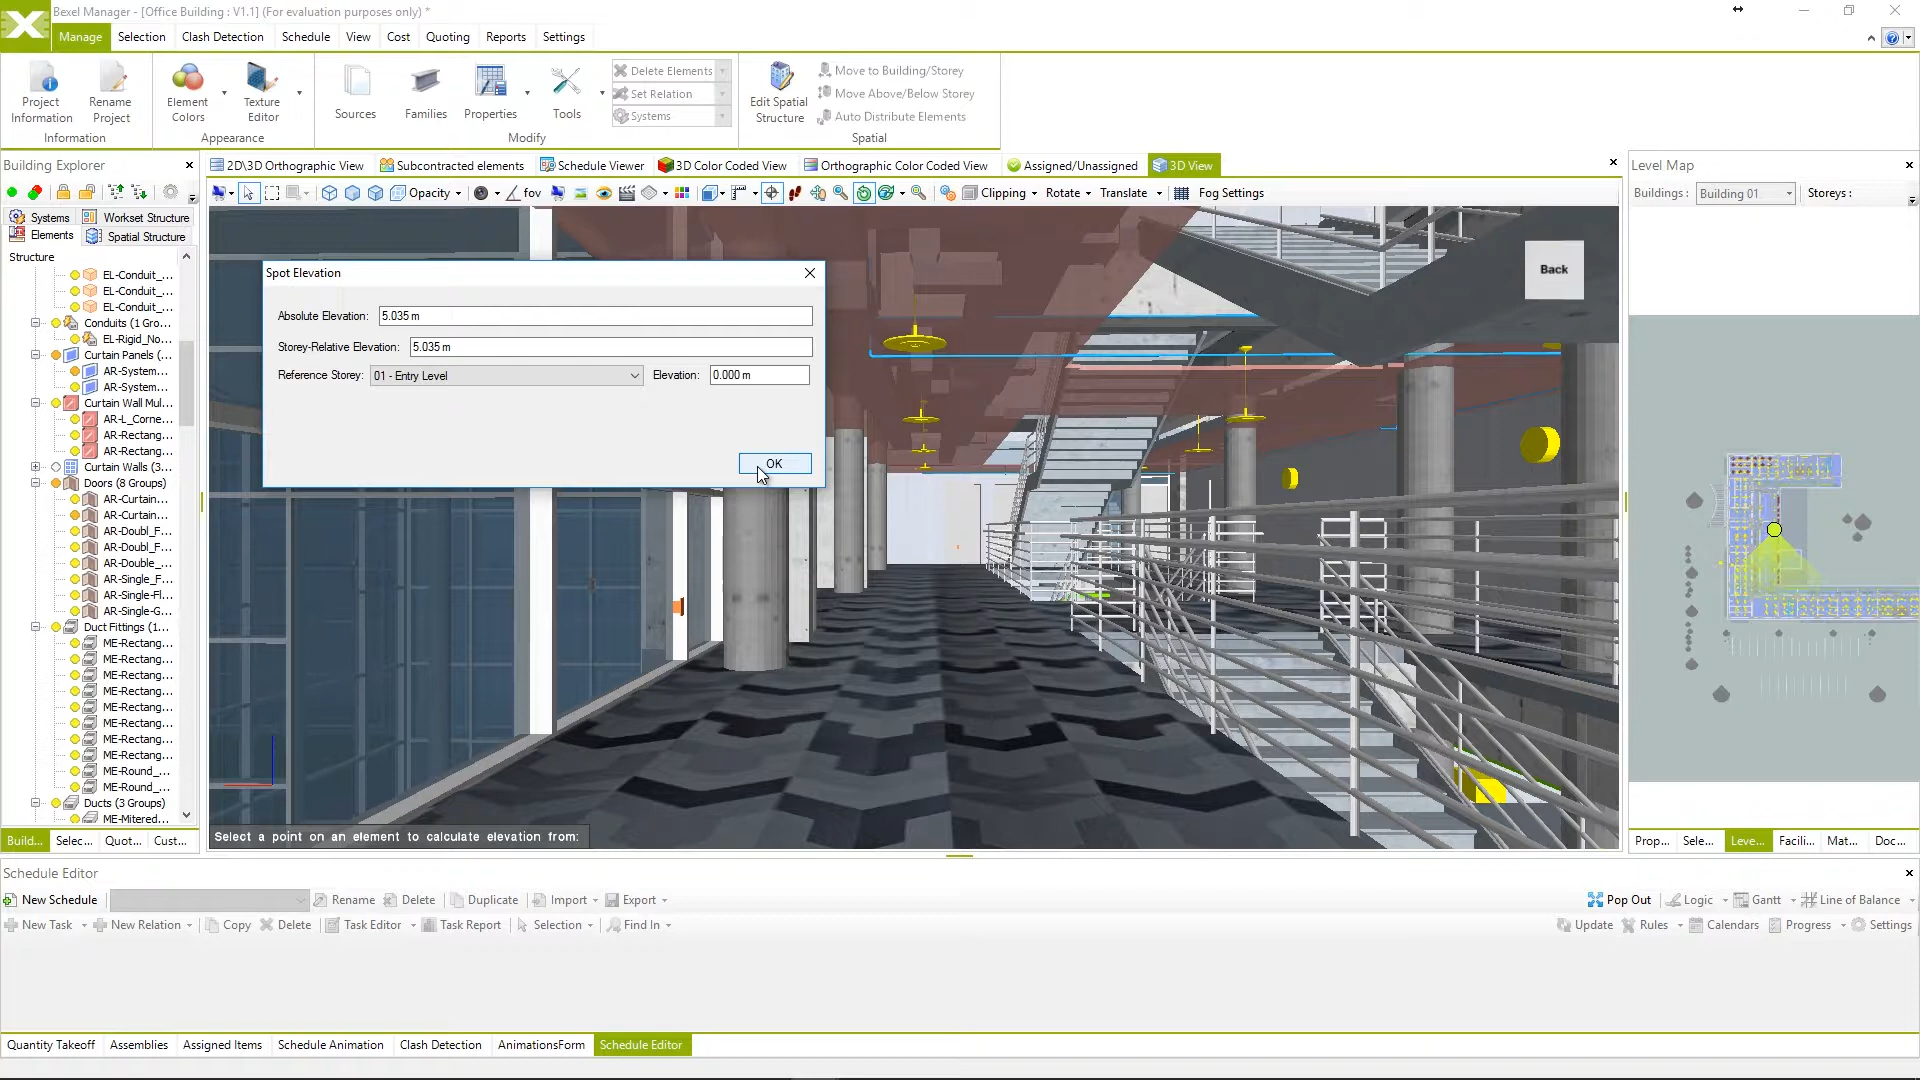 Bexel Manager - [Office Building : V1.1] (For evaluation purposes only) *
Manage Selection Clash Detection Schedule View Cost Quoting Reports Settings
Project Information
Rename Project
Element Colors
Texture Editor
Sources
Families
Properties
Tools
Delete Elements
Set Relation
Systems
Edit Spatial Structure
Move to Building/Storey
Move Above/Below Storey
Auto Distribute Elements
Information Appearance Modify Spatial
Building Explorer
2D\3D Orthographic View Subcontracted elements Schedule Viewer 3D Color Coded View Orthographic Color Coded View Assigned/Unassigned 3D View
Level Map
Opacity fov Clipping Rotate Translate Fog Settings
Buildings : Building 01 Storeys :
Systems Workset Structure
Elements Spatial Structure
Structure
EL-Conduit_...
EL-Conduit_...
EL-Conduit_...
Conduits (1 Gro...
EL-Rigid_No...
Curtain Panels (...
AR-System...
AR-System...
Curtain Wall Mul...
AR-L_Corne...
AR-Rectang...
AR-Rectang...
Curtain Walls (3...
Doors (8 Groups)
AR-Curtain...
AR-Curtain...
AR-Doubl_F...
AR-Doubl_F...
AR-Double_...
AR-Single_F...
AR-Single-Fl...
AR-Single-G...
Duct Fittings (1...
ME-Rectang...
ME-Rectang...
ME-Rectang...
ME-Rectang...
ME-Rectang...
ME-Rectang...
ME-Rectang...
ME-Rectang...
ME-Round_...
ME-Round_...
Ducts (3 Groups)
ME-Mitered...
Spot Elevation
Absolute Elevation: 5.035 m
Storey-Relative Elevation: 5.035 m
Reference Storey: 01 - Entry Level Elevation: 0.000 m
OK
Back
Select a point on an element to calculate elevation from:
Build... Selec... Quot... Cust...
Prop... Sele... Leve... Facili... Mat... Doc...
Schedule Editor
New Schedule Rename Delete Duplicate Import Export Pop Out Logic Gantt Line of Balance
New Task New Relation Copy Delete Task Editor Task Report Selection Find In Update Rules Calendars Progress Settings
Quantity Takeoff Assemblies Assigned Items Schedule Animation Clash Detection AnimationsForm Schedule Editor